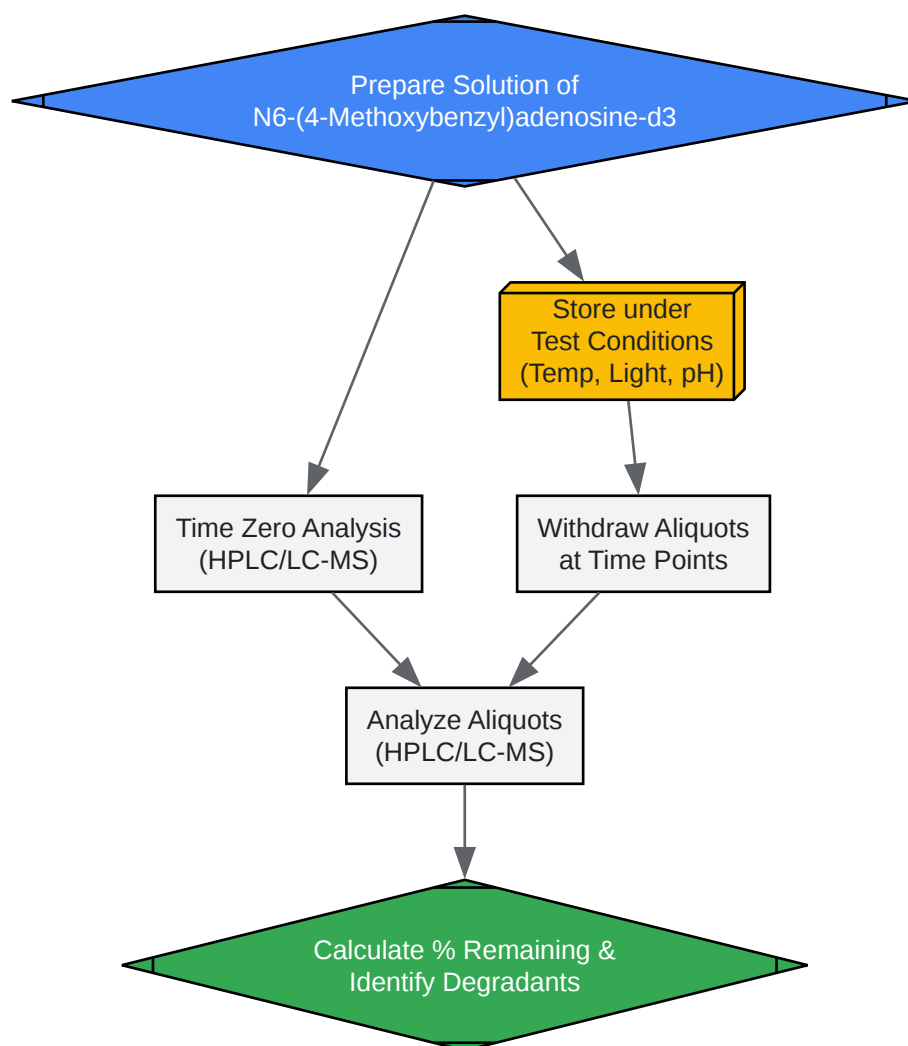 Prepare Solution of
N6-(4-Methoxybenzyl)adenosine-d3
Store under
Test Conditions
(Temp, Light, pH)
Time Zero Analysis
(HPLC/LC-MS)
Withdraw Aliquots
at Time Points
Analyze Aliquots
(HPLC/LC-MS)
Calculate % Remaining &
Identify Degradants